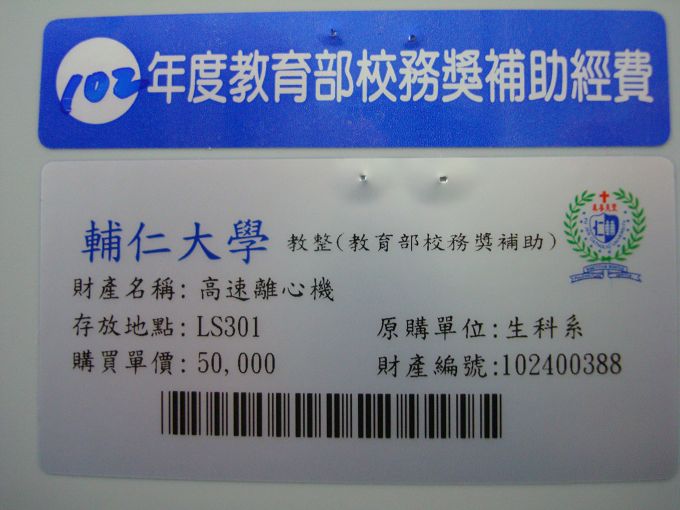 102年度教育部校務獎補助經費
輔仁大學 教整(教育部校務獎補助)
財產名稱: 高速離心機
存放地點: LS301 原購單位: 生科系
購買單價: 50,000 財產編號:102400388